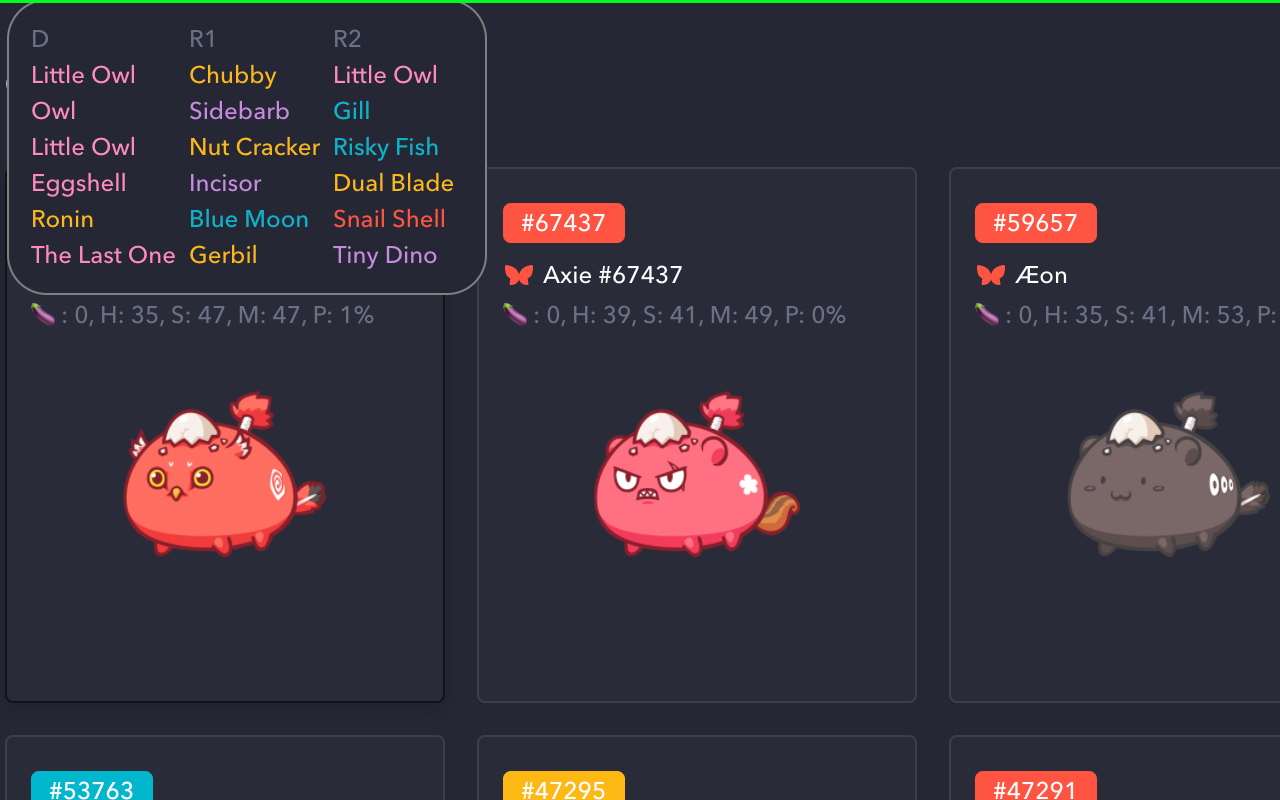 D R1 R2
Little Owl Chubby Little Owl
Owl Sidebarb Gill
Little Owl Nut Cracker Risky Fish
Eggshell Incisor Dual Blade
Ronin Blue Moon Snail Shell
The Last One Gerbil Tiny Dino
: 0, H: 35, S: 47, M: 47, P: 1%
#67437
Axie #67437
: 0, H: 39, S: 41, M: 49, P: 0%
#59657
Æon
: 0, H: 35, S: 41, M: 53, P:
#53763
#47295
#47291